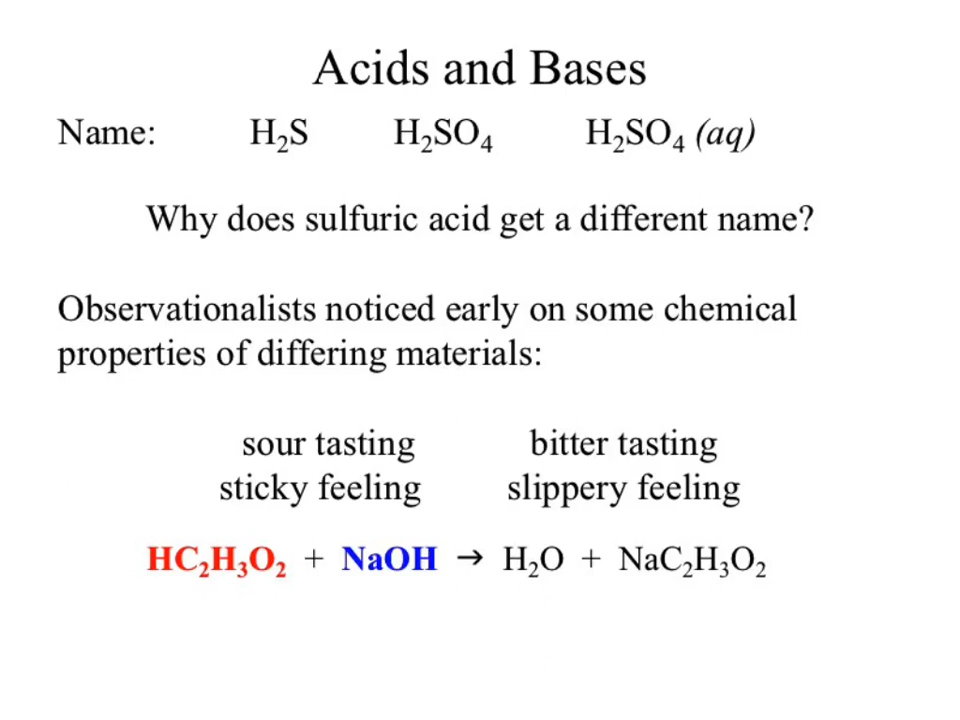 Acids and Bases
Name: H₂S H₂SO₄ H₂SO₄ (aq)
Why does sulfuric acid get a different name?
Observationalists noticed early on some chemical
properties of differing materials:
sour tasting bitter tasting
sticky feeling slippery feeling
HC₂H₃O₂ + NaOH → H₂O + NaC₂H₃O₂